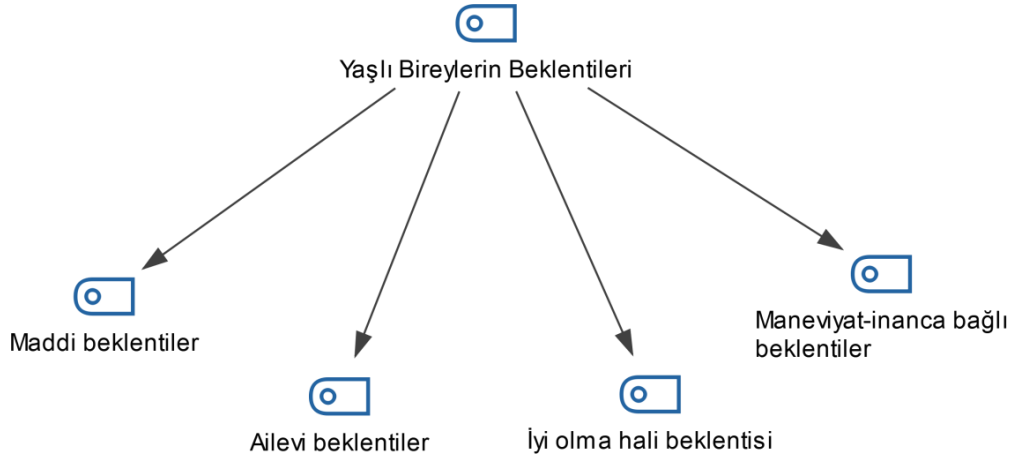 Yaşlı Bireylerin Beklentileri
Maddi beklentiler
Maneviyat-inanca bağlı
beklentiler
Ailevi beklentiler
İyi olma hali beklentisi